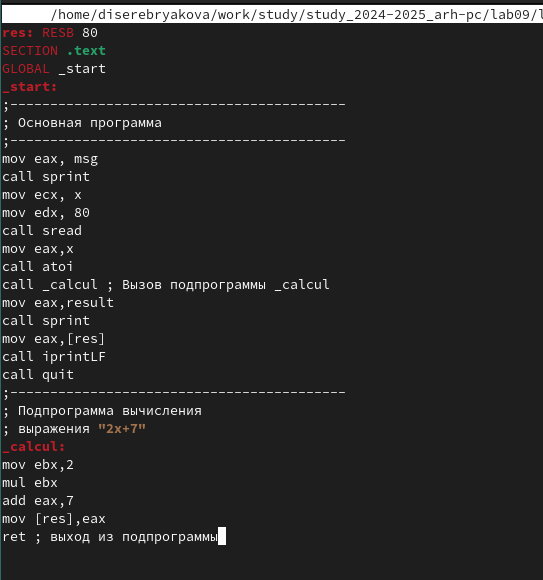 /home/diserebryakova/work/study/study_2024-2025_arh-pc/lab09/l
res: RESB 80
SECTION .text
GLOBAL _start
_start:
;------------------------------------------
; Основная программа
;------------------------------------------
mov eax, msg
call sprint
mov ecx, x
mov edx, 80
call sread
mov eax,x
call atoi
call _calcul ; Вызов подпрограммы _calcul
mov eax,result
call sprint
mov eax,[res]
call iprintLF
call quit
;------------------------------------------
; Подпрограмма вычисления
; выражения "2x+7"
_calcul:
mov ebx,2
mul ebx
add eax,7
mov [res],eax
ret ; выход из подпрограммы